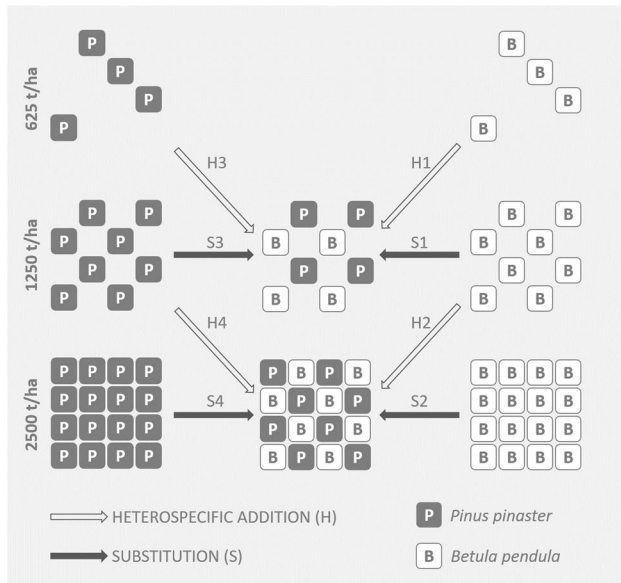 625 t/ha
P
B
P
B
P
B
P
B
H3
H1
1250 t/ha
P P
P P
B B
P P
B B
P P
S3
S1
P P
P P
B B
P P
B B
P P
H4
H2
B B
B B
2500 t/ha
P P P P
P B P B
B B B B
P P P P
B P B P
B B B B
S4
S2
P P P P
P B P B
B B B B
P P P P
B P B P
B B B B
HETEROSPECIFIC ADDITION (H)
P Pinus pinaster
SUBSTITUTION (S)
B Betula pendula